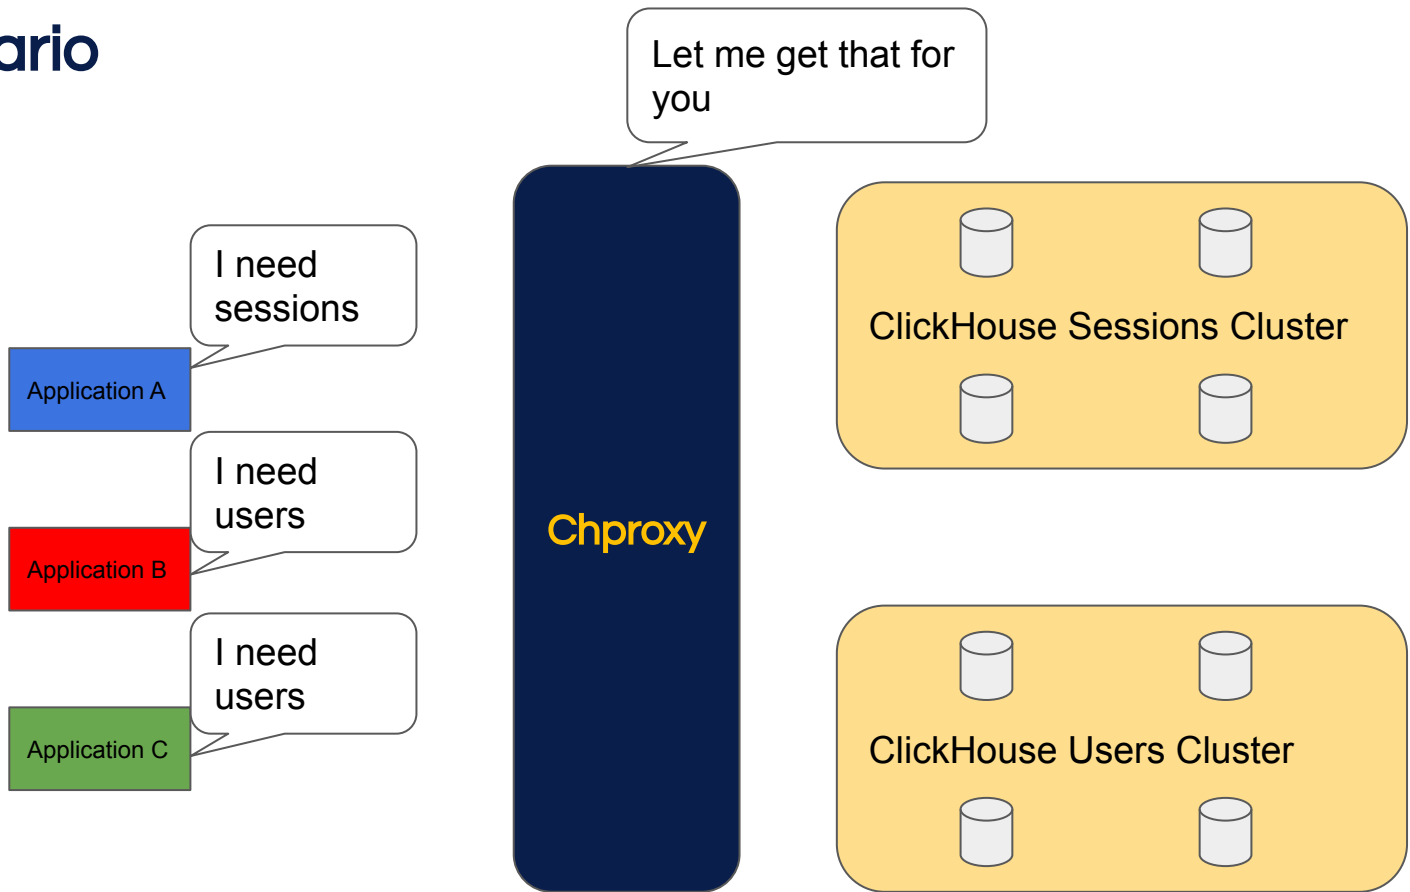 ario
Let me get that for
you
I need
sessions
Application A
I need
users
Application B
I need
users
Application C
Chproxy
ClickHouse Sessions Cluster
ClickHouse Users Cluster